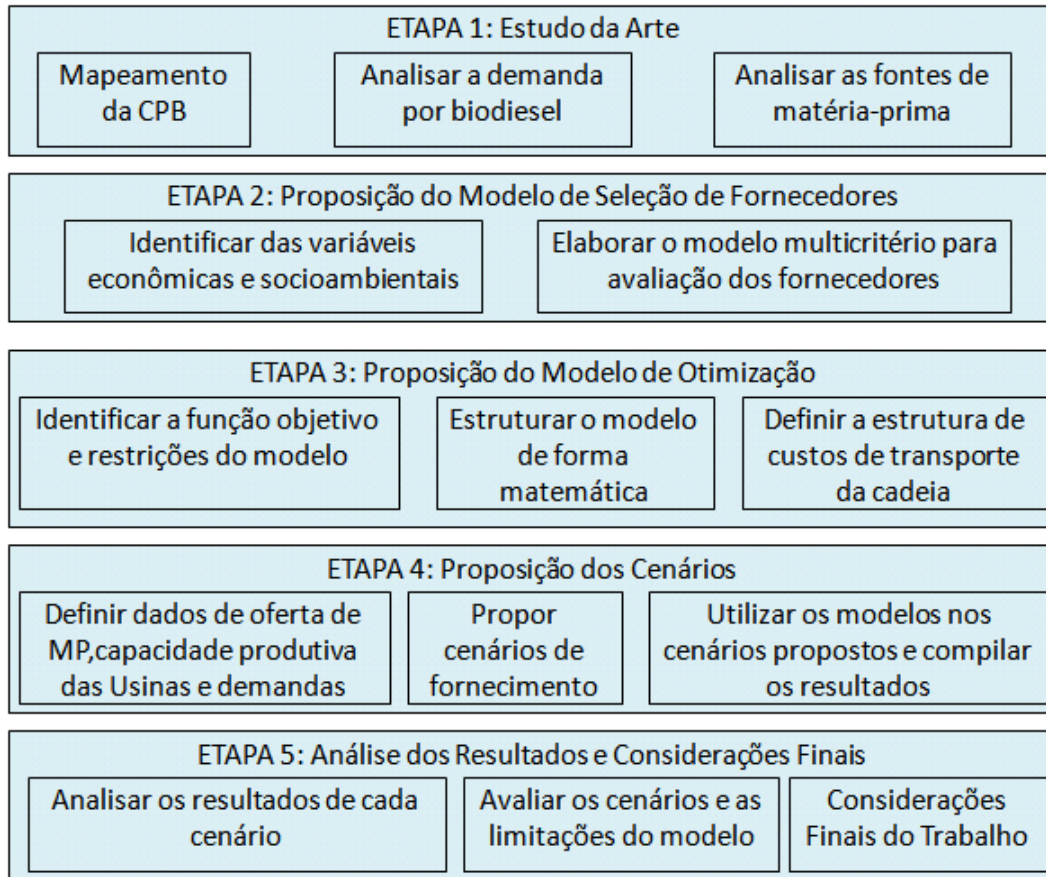 ETAPA 1: Estudo da Arte
Mapeamento
da CPB
Analisar a demanda
por biodiesel
Analisar as fontes de
matéria-prima
ETAPA 2: Proposição do Modelo de Seleção de Fornecedores
Identificar das variáveis
econômicas e socioambientais
Elaborar o modelo multicritério para
avaliação dos fornecedores
ETAPA 3: Proposição do Modelo de Otimização
Identificar a função objetivo
e restrições do modelo
Estruturar o modelo
de forma
matemática
Definir a estrutura de
custos de transporte
da cadeia
ETAPA 4: Proposição dos Cenários
Definir dados de oferta de
MP,capacidade produtiva
das Usinas e demandas
Propor
cenários de
fornecimento
Utilizar os modelos nos
cenários propostos e compilar
os resultados
ETAPA 5: Análise dos Resultados e Considerações Finais
Analisar os resultados de cada
cenário
Avaliar os cenários e as
limitações do modelo
Considerações
Finais do Trabalho